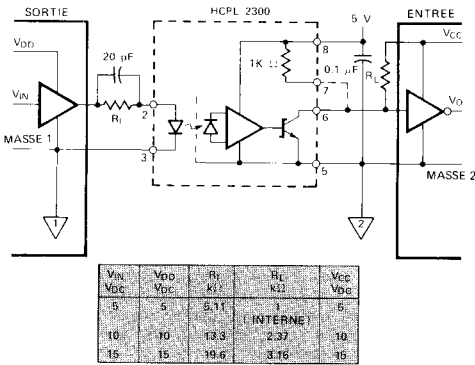 SORTIE
HCPL 2300
ENTREE
5 V
VDD
20 pF
8
VCC
1K Ω
0.1 µF
RL
7
VIN
2
6
VO
RI
MASSE 1
3
5
MASSE 2
1
2
VIN VDD RI RL VCC
VDC VDC kΩ kΩ VDC
5 5 5.11 1 5
(INTERNE)
10 10 13.3 2.37 10
15 15 19.6 3.16 15